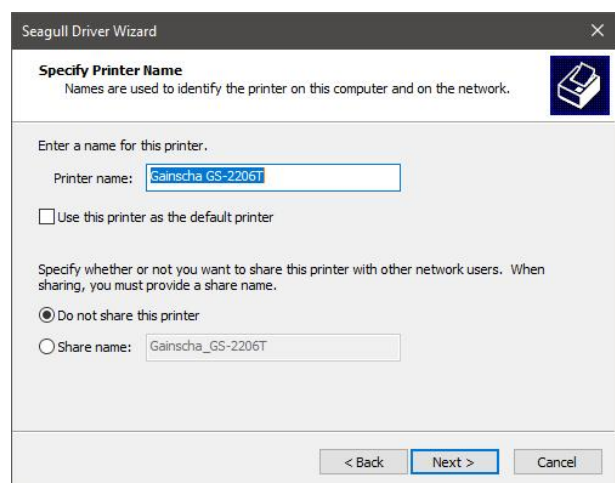 Seagull Driver Wizard
Specify Printer Name
Names are used to identify the printer on this computer and on the network.
Enter a name for this printer.
Printer name: Gainscha GS-2206T
Use this printer as the default printer
Specify whether or not you want to share this printer with other network users. When
sharing, you must provide a share name.
Do not share this printer
Share name: Gainscha_GS-2206T
< Back Next > Cancel